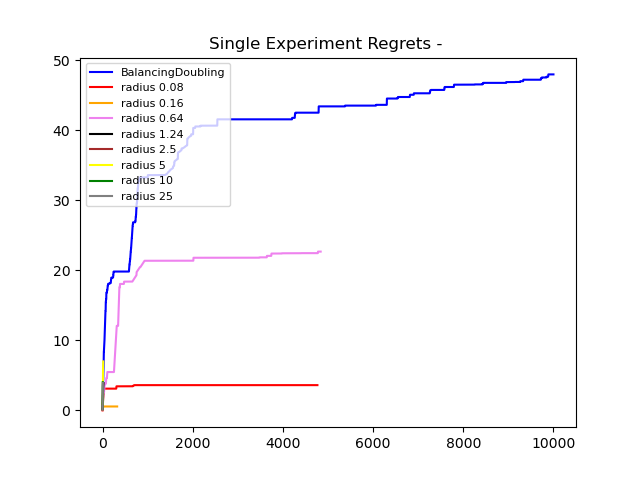 Single Experiment Regrets -
BalancingDoubling
radius 0.08
radius 0.16
radius 0.64
radius 1.24
radius 2.5
radius 5
radius 10
radius 25
50
40
30
20
10
0
0 2000 4000 6000 8000 10000